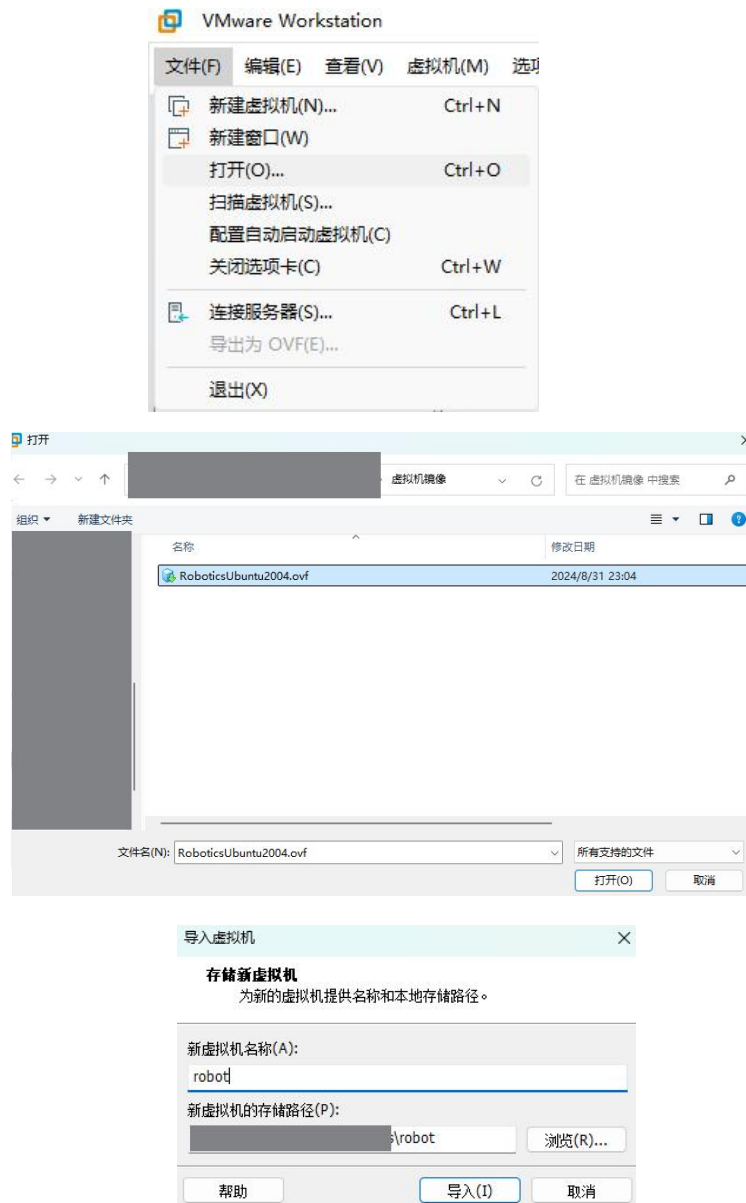 VMware Workstation
文件(F) 编辑(E) 查看(V) 虚拟机(M)
新建虚拟机(N)... Ctrl+N
新建窗口(W)
打开(O)... Ctrl+O
扫描虚拟机(S)...
配置自动启动虚拟机(C)
关闭选项卡(C) Ctrl+W
连接服务器(S)... Ctrl+L
导出为 OVF(E)...
退出(X)
打开
虚拟机镜像 在 虚拟机镜像 中搜索
组织 新建文件夹
名称 修改日期
RoboticsUbuntu2004.ovf 2024/8/31 23:04
文件名(N): RoboticsUbuntu2004.ovf 所有支持的文件
打开(O) 取消
导入虚拟机
存储新虚拟机
为新的虚拟机提供名称和本地存储路径。
新虚拟机名称(A):
robot
新虚拟机的存储路径(P):
\robot 浏览(R)...
帮助 导入(I) 取消